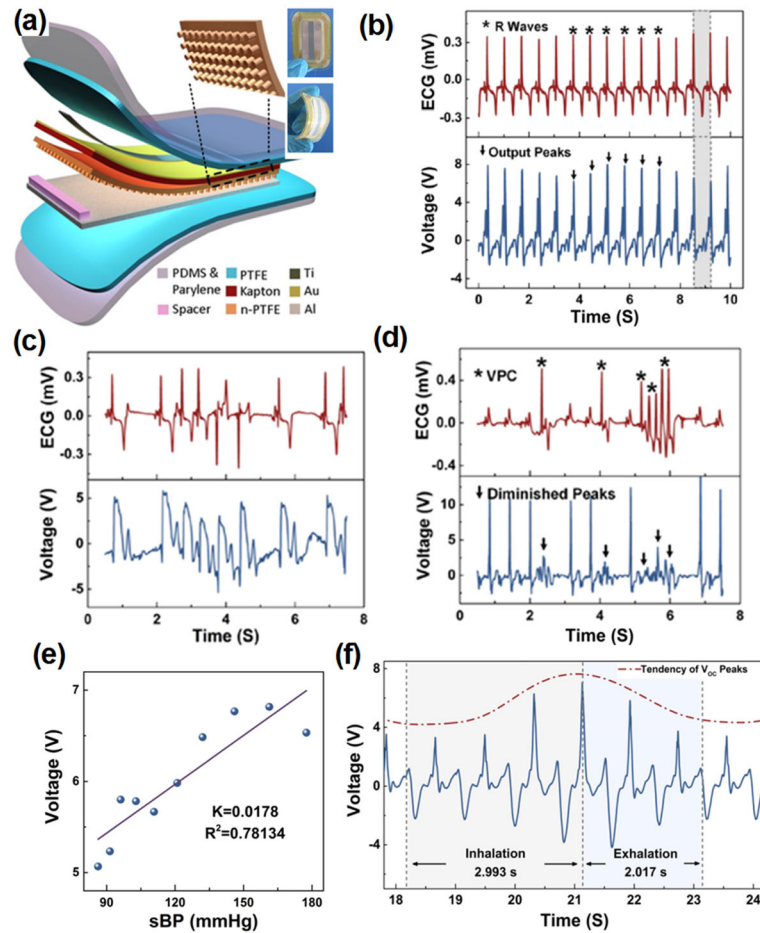 (a)
PDMS &
Parylene
PTFE
Ti
Kapton
Au
Spacer
n-PTFE
Al
(b)
* R Waves
* * * * * *
ECG (mV)
0.3
0.0
-0.3
Output Peaks
Voltage (V)
8
4
0
-4
0 2 4 6 8 10
Time (S)
(c)
ECG (mV)
0.3
0.0
-0.3
Voltage (V)
5
0
-5
0 2 4 6 8
Time (S)
(d)
* VPC
* * * * * *
ECG (mV)
0.4
0.0
-0.4
Diminished Peaks
Voltage (V)
10
5
0
0 2 4 6 8
Time (S)
(e)
Voltage (V)
7
6
5
K=0.0178
R²=0.78134
90 120 150 180
sBP (mmHg)
(f)
Tendency of VOC Peaks
Voltage (V)
8
4
0
-4
Inhalation
2.993 s
Exhalation
2.017 s
18 19 20 21 22 23 24
Time (S)